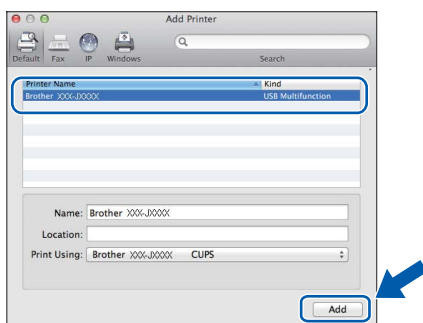 Add Printer
Default Fax IP Windows Search
Printer Name Kind
Brother XXX-JXXXX USB Multifunction
Name: Brother XXX-JXXXX
Location:
Print Using: Brother XXX-JXXXX CUPS
Add